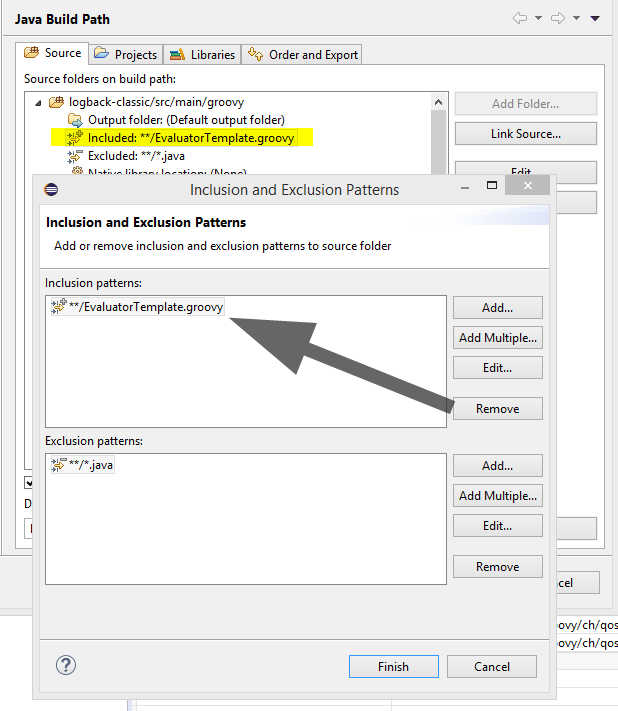 Java Build Path
Source
Projects
Libraries
Order and Export
Source folders on build path:
logback-classic/src/main/groovy
Output folder: (Default output folder)
Included: **/EvaluatorTemplate.groovy
Excluded: **/*.java
Native library location: (None)
Add Folder...
Link Source...
Edit...
Inclusion and Exclusion Patterns
Inclusion and Exclusion Patterns
Add or remove inclusion and exclusion patterns to source folder
Inclusion patterns:
**/EvaluatorTemplate.groovy
Add...
Add Multiple...
Edit...
Remove
Exclusion patterns:
**/*.java
Add...
Add Multiple...
Edit...
Remove
D
cel
ovy/ch/qos
ovy/ch/qos
?
Finish
Cancel